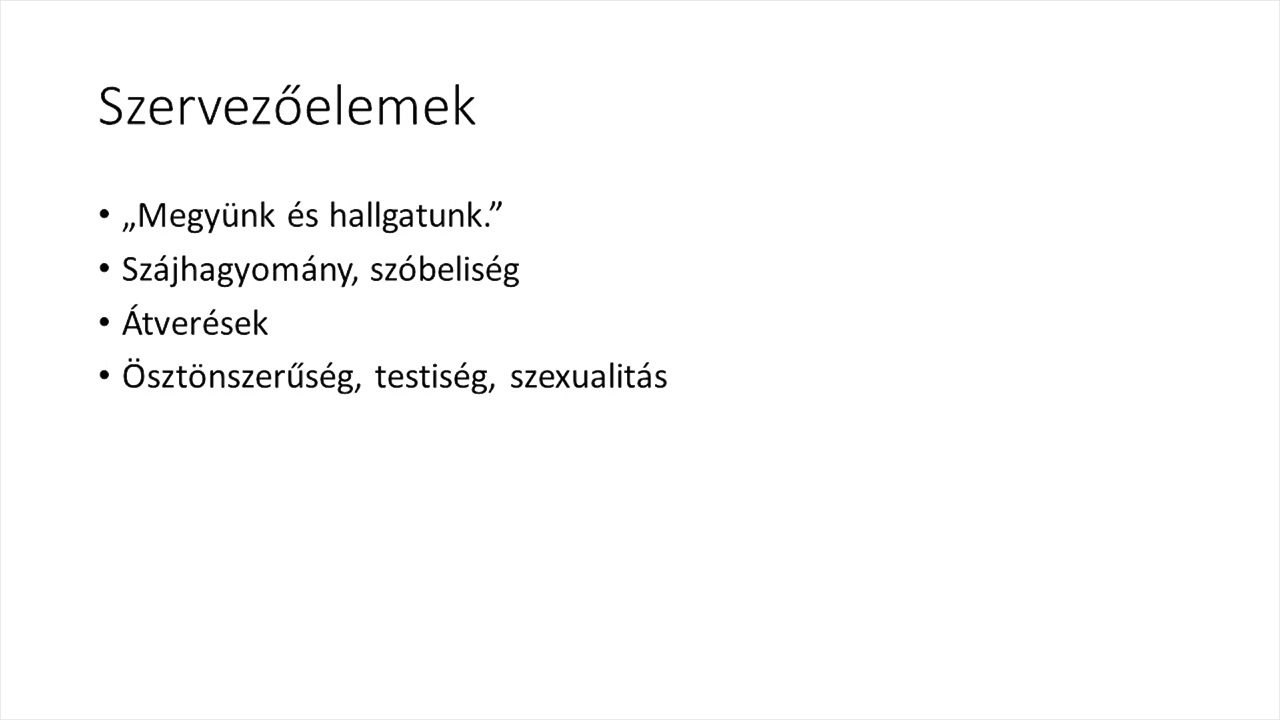 Szervezőelemek
• „Megyünk és hallgatunk.”
• Szájhagyomány, szóbeliség
• Átverések
• Ösztönszerűség, testiség, szexualitás